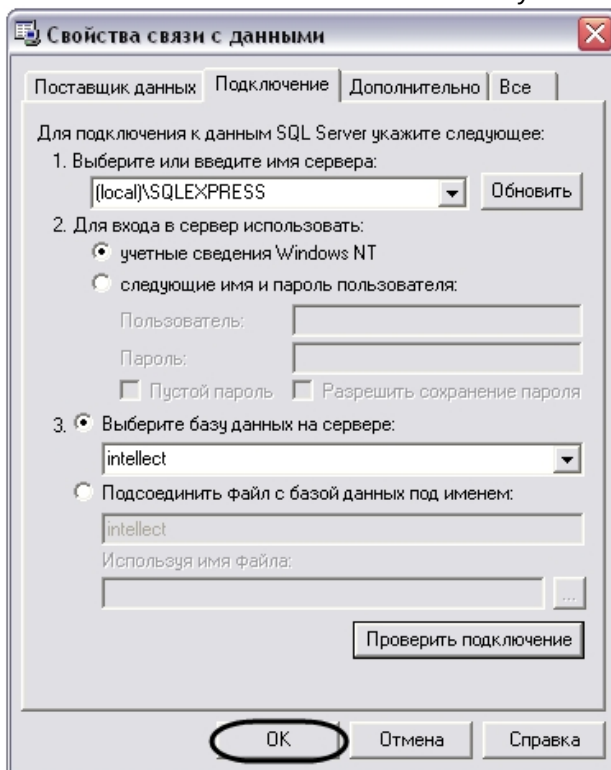 Свойства связи с данными
Поставщик данных Подключение Дополнительно Все
Для подключения к данным SQL Server укажите следующее:
1. Выберите или введите имя сервера:
(local)\SQLEXPRESS Обновить
2. Для входа в сервер использовать:
учетные сведения Windows NT
следующие имя и пароль пользователя:
Пользователь:
Пароль:
Пустой пароль Разрешить сохранение пароля
3. Выберите базу данных на сервере:
intellect
Подсоединить файл с базой данных под именем:
intellect
Используя имя файла:
...
Проверить подключение
OK Отмена Справка